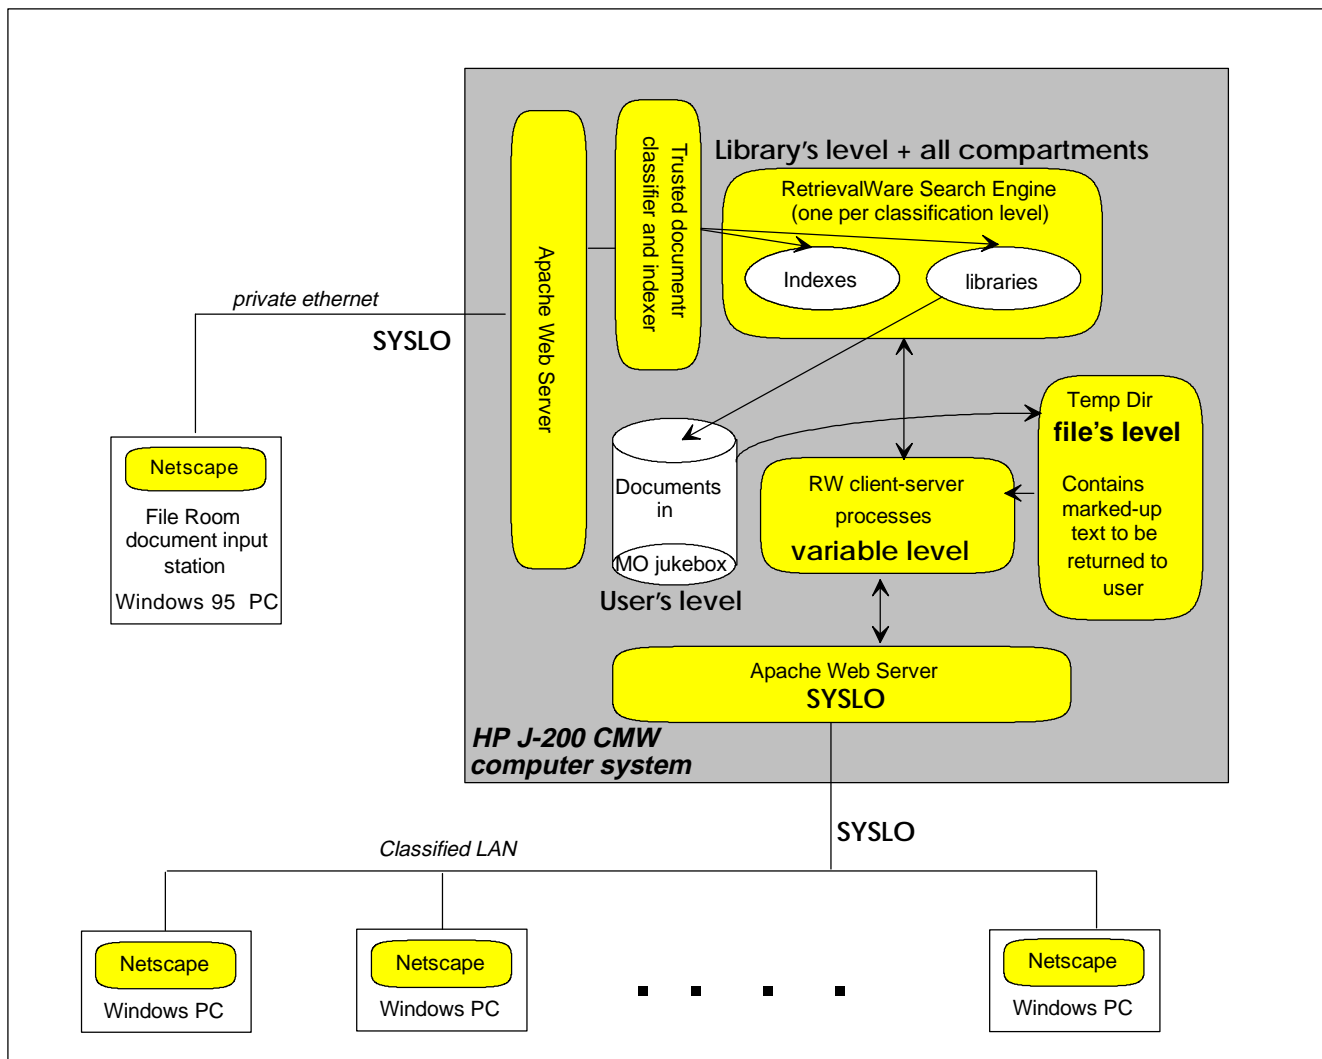 Library's level + all compartments
RetrievalWare Search Engine
(one per classification level)
Indexes
libraries
Trusted documentr
classifier and indexer
Apache Web Server
private ethernet
SYSLO
Netscape
File Room
document input
station
Windows 95 PC
Documents
in
MO jukebox
User's level
RW client-server
processes
variable level
Temp Dir
file's level
Contains
marked-up
text to be
returned to
user
Apache Web Server
SYSLO
HP J-200 CMW
computer system
SYSLO
Classified LAN
Netscape
Windows PC
Netscape
Windows PC
Netscape
Windows PC